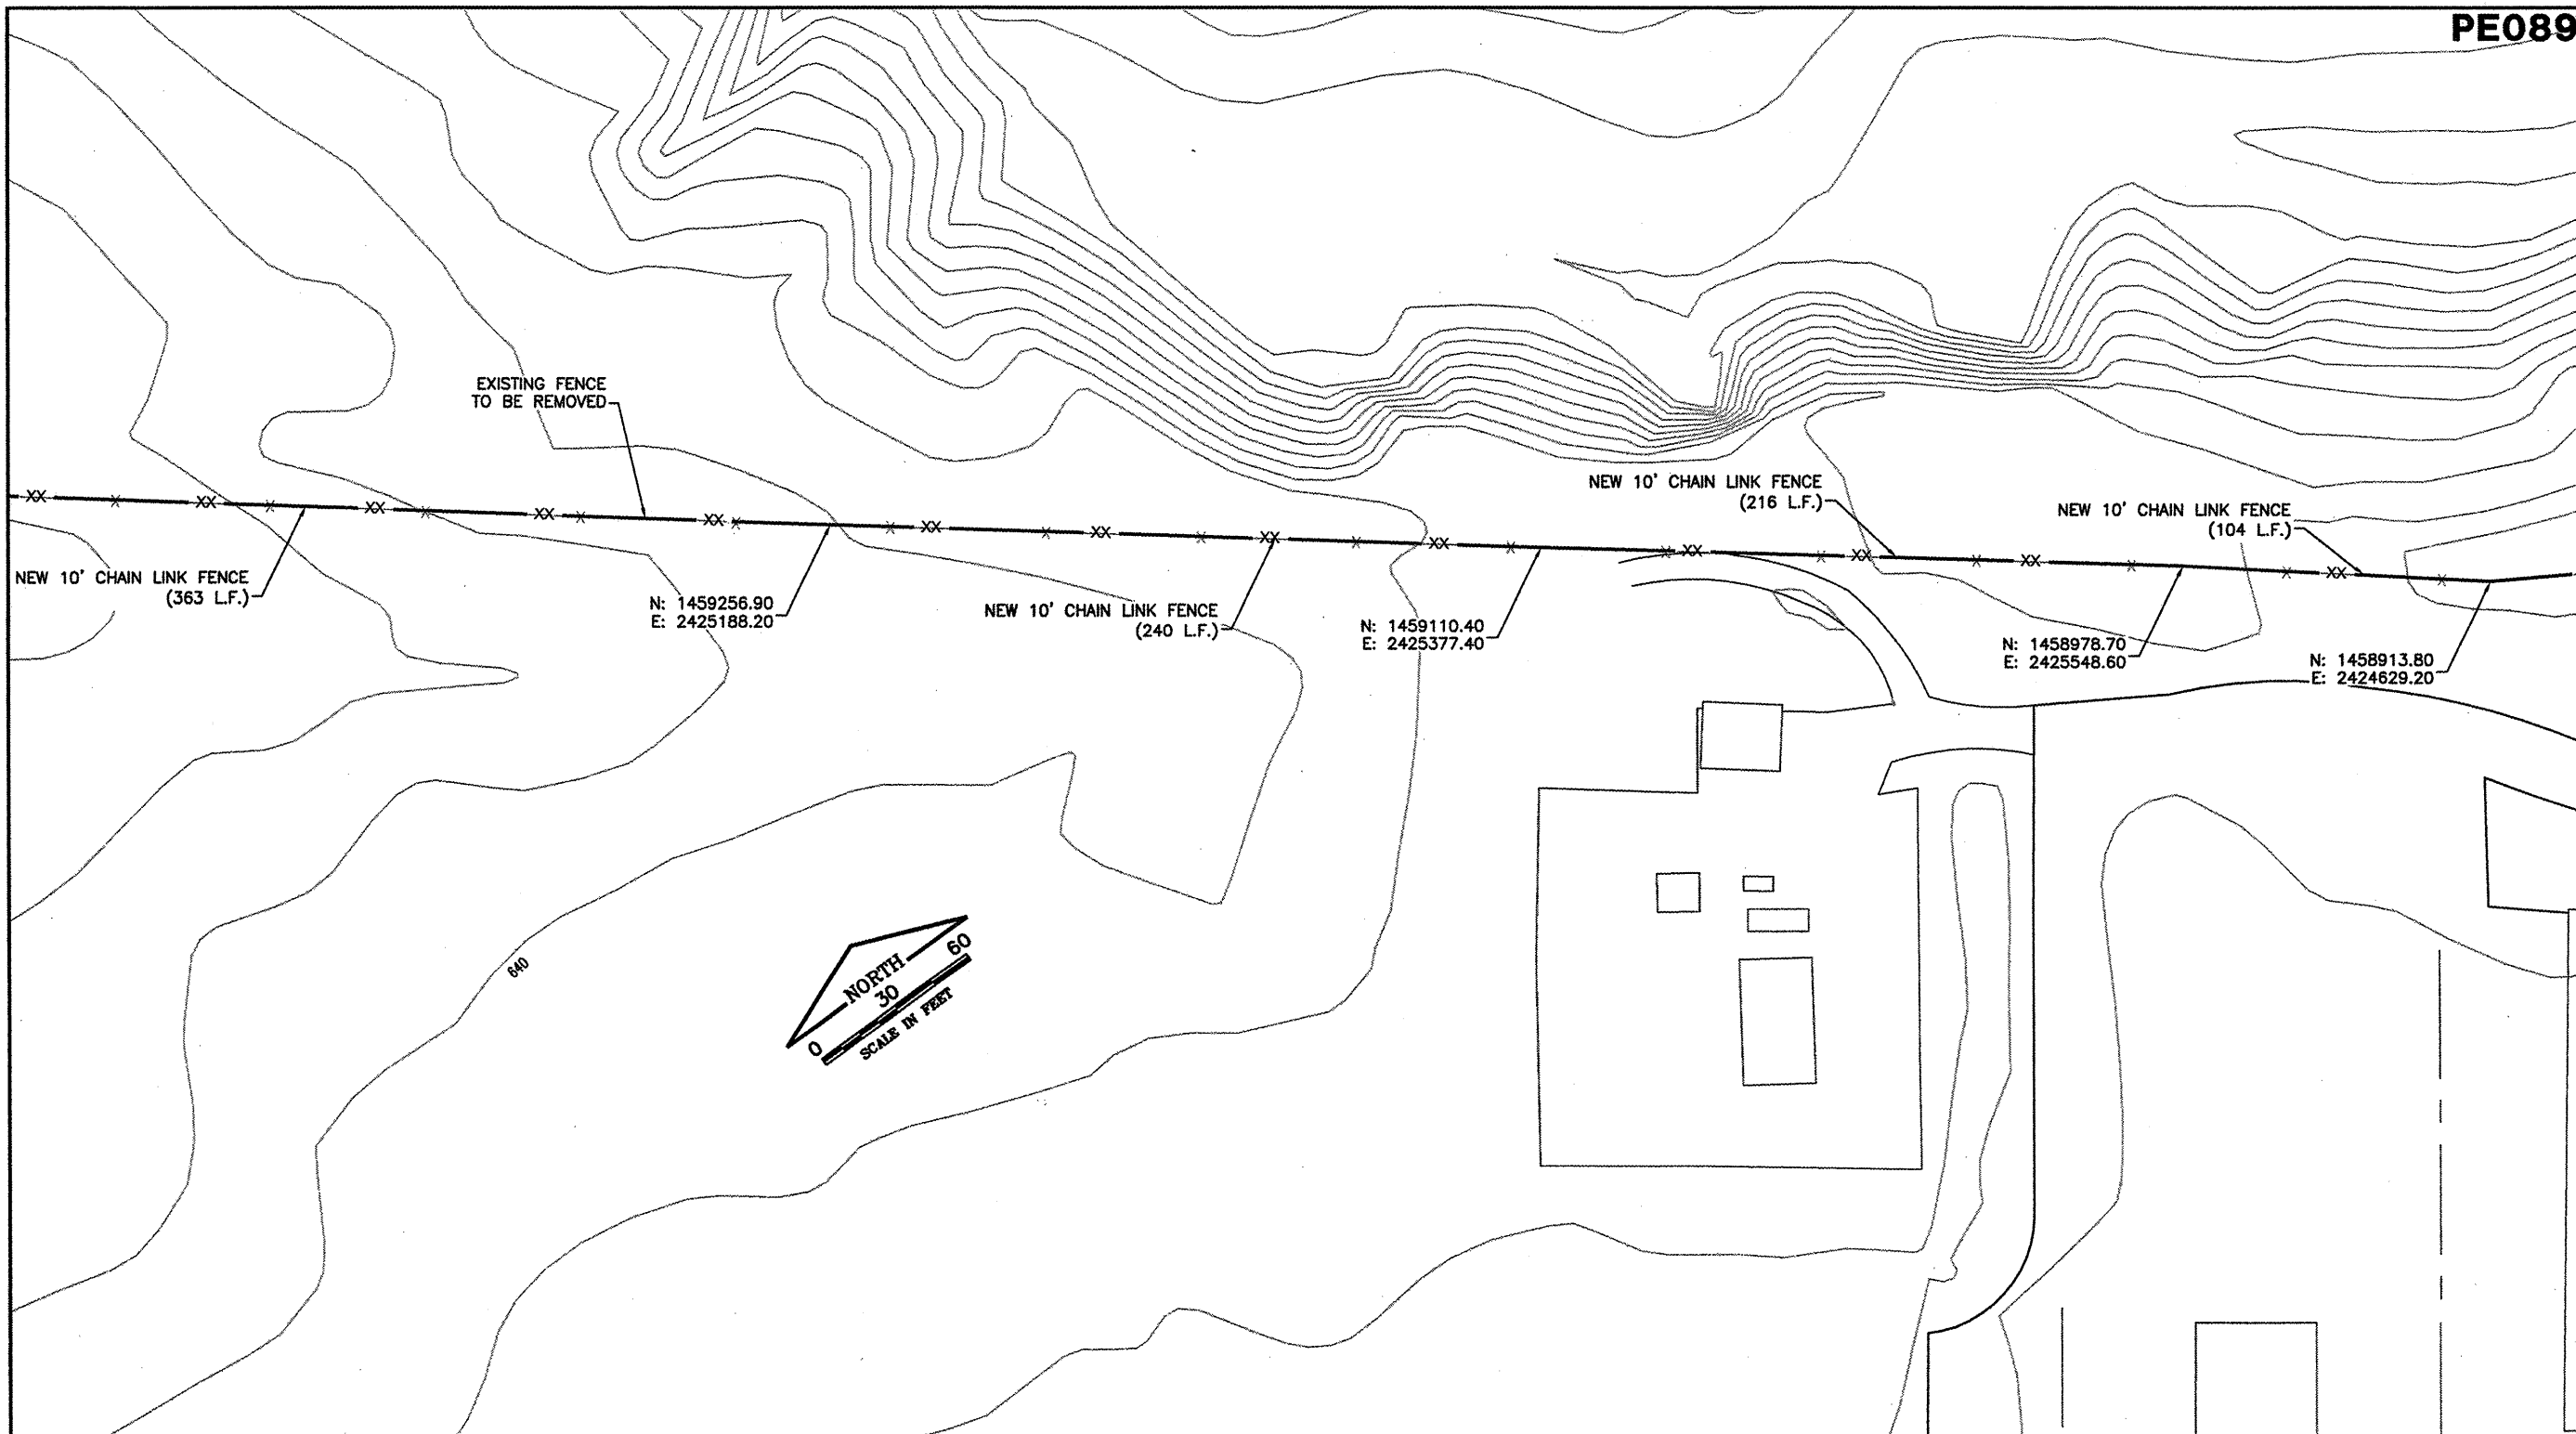 PE089
EXISTING FENCE
TO BE REMOVED
NEW 10' CHAIN LINK FENCE
(216 L.F.)
NEW 10' CHAIN LINK FENCE
(104 L.F.)
NEW 10' CHAIN LINK FENCE
(363 L.F.)
N: 1459256.90
E: 2425188.20
NEW 10' CHAIN LINK FENCE
(240 L.F.)
N: 1459110.40
E: 2425377.40
N: 1458978.70
E: 2425548.60
N: 1458913.80
E: 2424629.20
640
NORTH
0 30 60
SCALE IN FEET